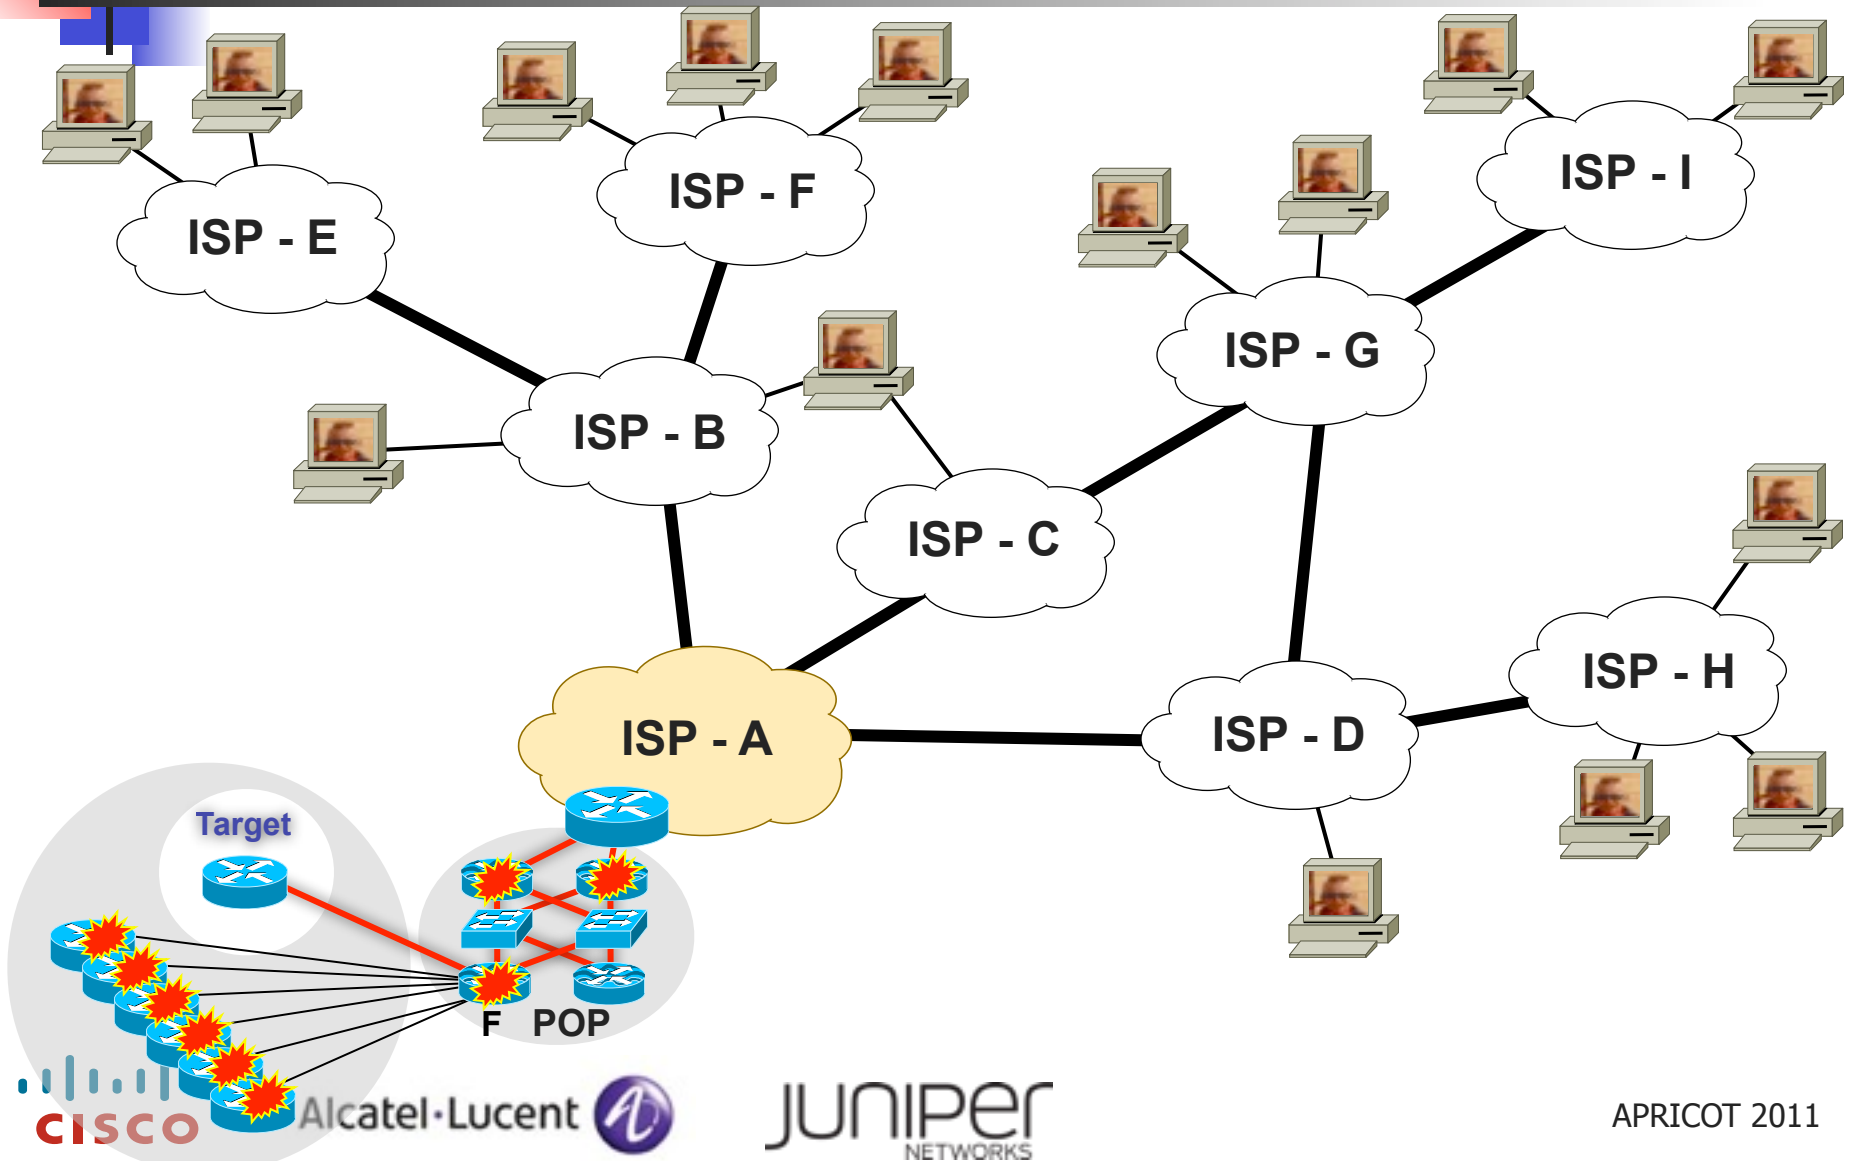 ISP - E
ISP - F
ISP - I
ISP - G
ISP - B
ISP - C
ISP - H
ISP - A
ISP - D
Target
F POP
CISCO
Alcatel·Lucent
JUNIPER
NETWORKS
APRICOT 2011